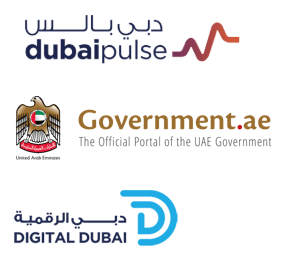 دبي بالس
dubaipulse
Government.ae
The Official Portal of the UAE Government
United Arab Emirates
دبي الرقمية
DIGITAL DUBAI